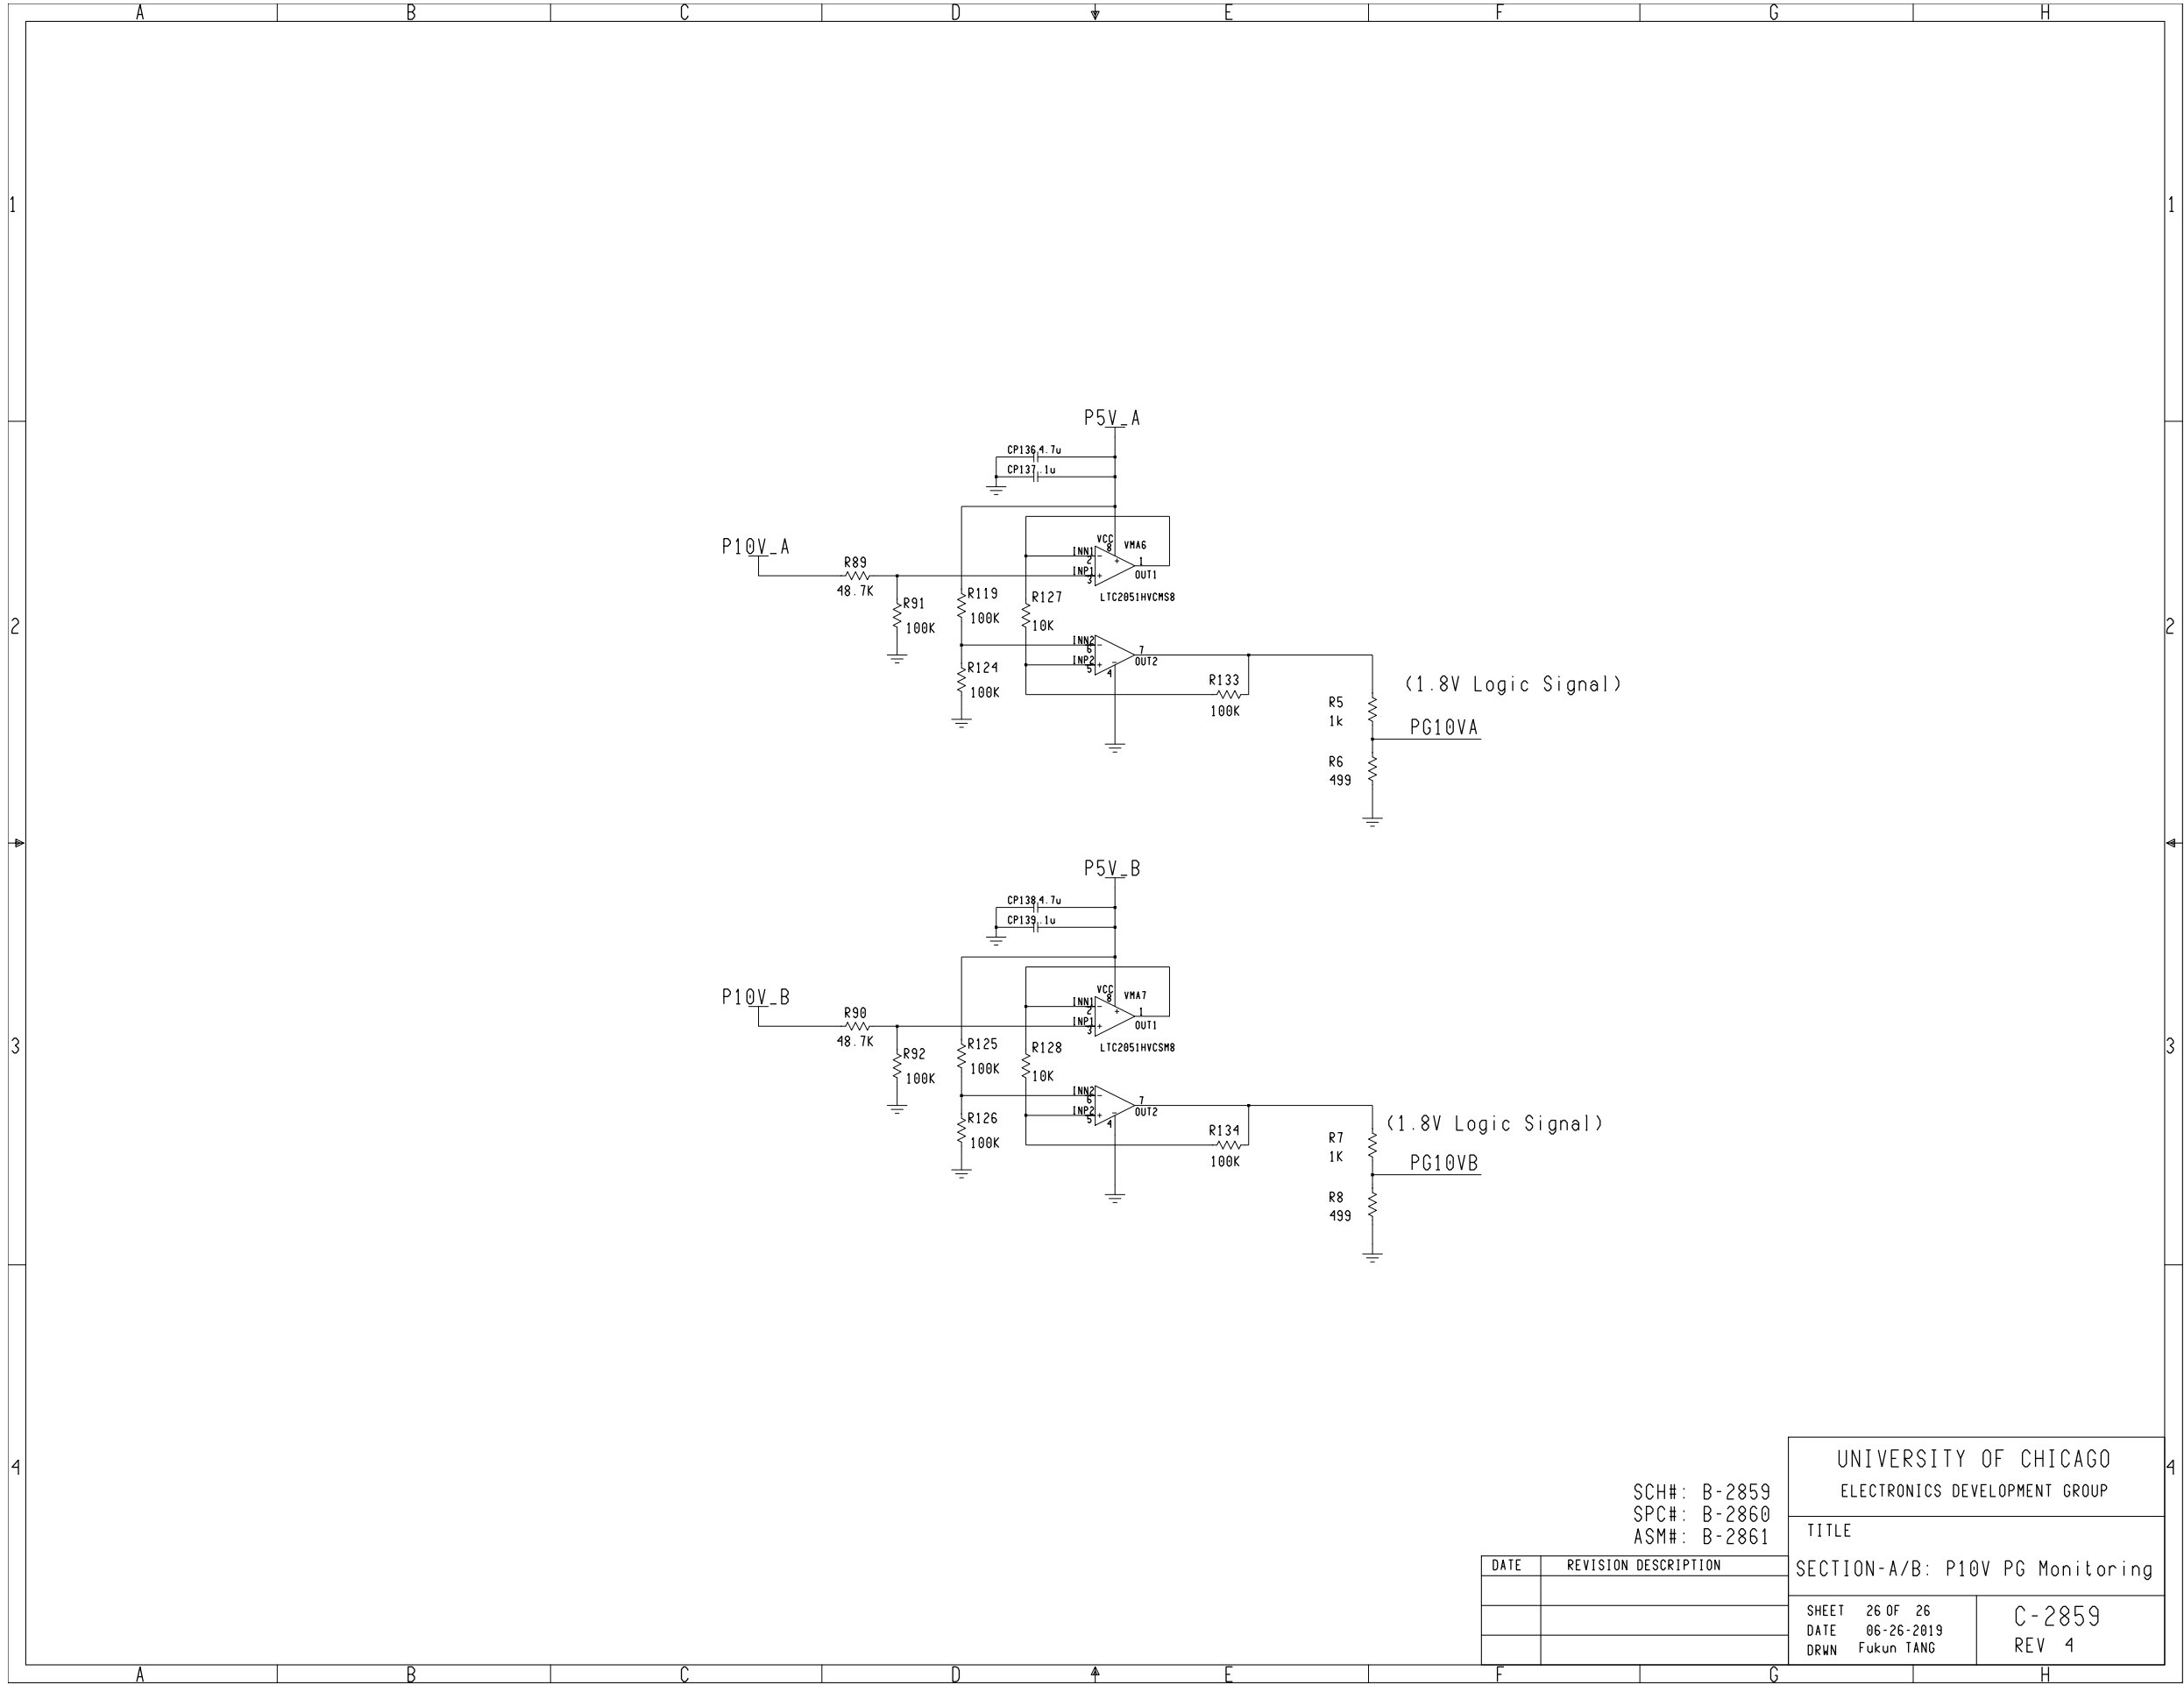 A B C D E F G H
1 1
P5V_A
CP136 4.7u
CP137 .1u
P10V_A
VCC
8
VMA6
INN1
2
1
R89
INP1
3
OUT1
48.7K
R119
R127
LTC2051HVCMS8
R91
100K
100K
10K
2 2
INN2
6
7
INP2
5
OUT2
R124
4
R133
(1.8V Logic Signal)
100K
R5
100K
1k
PG10VA
R6
499
P5V_B
CP138 4.7u
CP139 .1u
P10V_B
VCC
8
VMA7
INN1
2
1
R90
INP1
3
OUT1
48.7K
R125
R128
LTC2051HVCSM8
3 3
R92
100K
100K
10K
INN2
6
7
INP2
5
OUT2
R126
4
R134
(1.8V Logic Signal)
100K
R7
100K
1K
PG10VB
R8
499
UNIVERSITY OF CHICAGO
4 4
ELECTRONICS DEVELOPMENT GROUP
SCH#: B-2859
SPC#: B-2860
ASM#: B-2861
TITLE
SECTION-A/B: P10V PG Monitoring
DATE REVISION DESCRIPTION
SHEET 26 OF 26
DATE 06-26-2019
DRWN Fukun TANG
C-2859
REV 4
A B C D E F G H